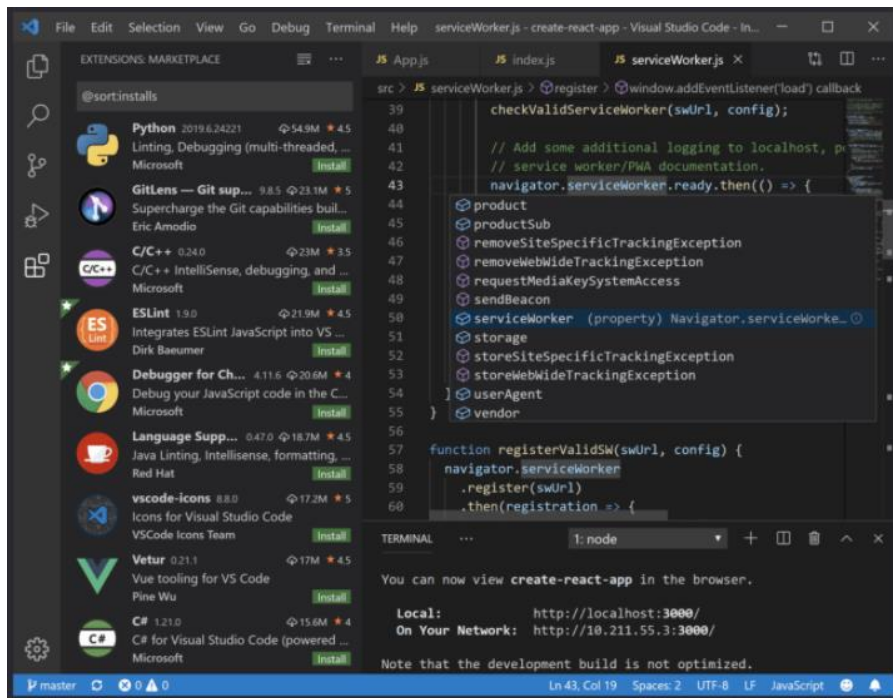 File Edit Selection View Go Debug Terminal Help serviceWorker.js - create-react-app - Visual Studio Code - In...
EXTENSIONS: MARKETPLACE
@sort:installs
Python 2019.6.24221 54.9M ★ 4.5
Linting, Debugging (multi-threaded, ...
Microsoft Install
GitLens — Git sup... 9.8.5 23.1M ★ 5
Supercharge the Git capabilities buil...
Eric Amodio Install
C/C++ 0.24.0 23M ★ 3.5
C/C++ IntelliSense, debugging, and ...
Microsoft Install
C/C++
ESLint 1.9.0 21.9M ★ 4.5
Integrates ESLint JavaScript into VS ...
Dirk Baeumer Install
ES
Lint
Debugger for Ch... 4.11.6 20.6M ★ 4
Debug your JavaScript code in the C...
Microsoft Install
Language Supp... 0.47.0 18.7M ★ 4.5
Java Linting, Intellisense, formatting, ...
Red Hat Install
vscode-icons 8.8.0 17.2M ★ 5
Icons for Visual Studio Code
VSCode Icons Team Install
Vetur 0.21.1 17M ★ 4.5
Vue tooling for VS Code
Pine Wu Install
C# 1.21.0 15.6M ★ 4
C# for Visual Studio Code (powered ...
Microsoft Install
C#
JS App.js JS index.js JS serviceWorker.js ×
src > JS serviceWorker.js > register > window.addEventListener('load') callback
39 checkValidServiceWorker(swUrl, config);
40
41 // Add some additional logging to localhost, p
42 // service worker/PWA documentation.
43 navigator.serviceWorker.ready.then(() => {
44 product
45 productSub
46 removeSiteSpecificTrackingException
47 removeWebWideTrackingException
48 requestMediaKeySystemAccess
49 sendBeacon
50 serviceWorker (property) Navigator.serviceWorke...
51 storage
52 storeSiteSpecificTrackingException
53 storeWebWideTrackingException
54 userAgent
55 } vendor
56
57 function registerValidSW(swUrl, config) {
58 navigator.serviceWorker
59 .register(swUrl)
60 .then(registration => {
TERMINAL ... 1: node
You can now view create-react-app in the browser.
Local: http://localhost:3000/
On Your Network: http://10.211.55.3:3000/
Note that the development build is not optimized.
master 0 0 Ln 43, Col 19 Spaces: 2 UTF-8 LF JavaScript